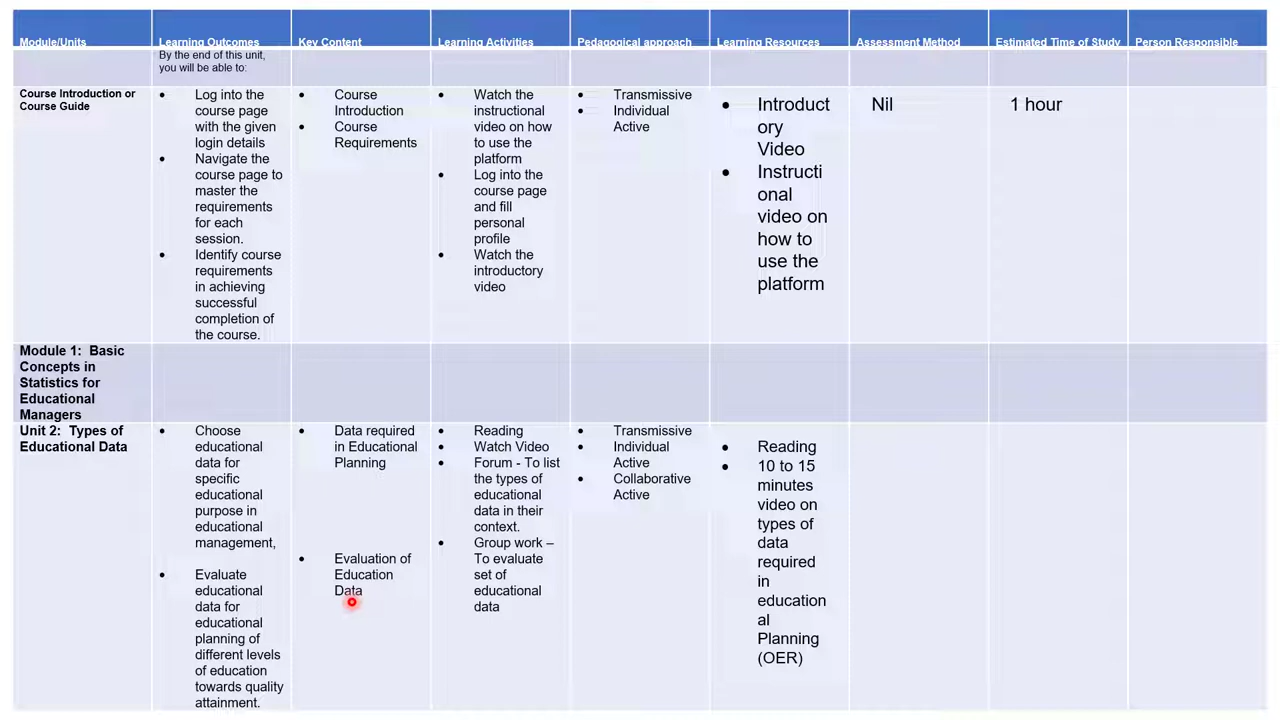 Module/Units
Learning Outcomes
Key Content
Learning Activities
Pedagogical approach
Learning Resources
Assessment Method
Estimated Time of Study
Person Responsible
By the end of this unit,
you will be able to:
Course Introduction or
Course Guide
• Log into the
course page
with the given
login details
• Navigate the
course page to
master the
requirements
for each
session.
• Identify course
requirements
in achieving
successful
completion of
the course.
• Course
Introduction
• Course
Requirements
• Watch the
instructional
video on how
to use the
platform
• Log into the
course page
and fill
personal
profile
• Watch the
introductory
video
• Transmissive
• Individual
Active
• Introduct
ory
Video
• Instructi
onal
video on
how to
use the
platform
Nil
1 hour
Module 1: Basic
Concepts in
Statistics for
Educational
Managers
Unit 2: Types of
Educational Data
• Choose
educational
data for
specific
educational
purpose in
educational
management,
• Evaluate
educational
data for
educational
planning of
different levels
of education
towards quality
attainment.
• Data required
in Educational
Planning
• Evaluation of
Education
Data
• Reading
• Watch Video
• Forum - To list
the types of
educational
data in their
context.
• Group work –
To evaluate
set of
educational
data
• Transmissive
• Individual
Active
• Collaborative
Active
• Reading
• 10 to 15
minutes
video on
types of
data
required
in
education
al
Planning
(OER)